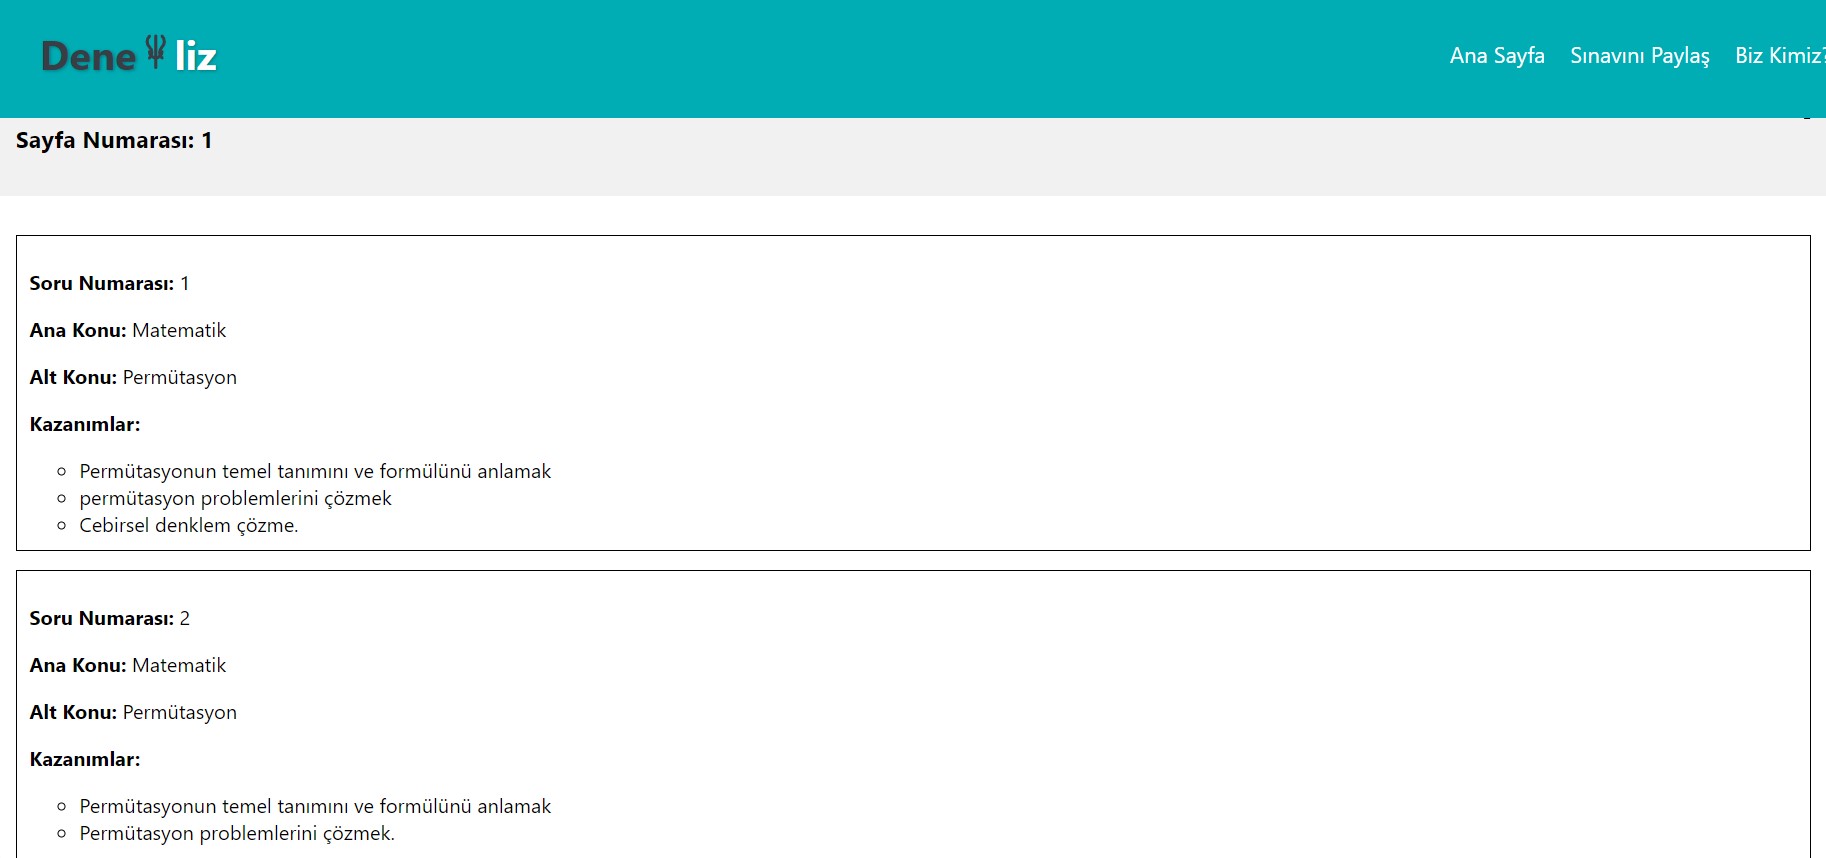 Dene liz
Ana Sayfa Sınavını Paylaş Biz Kimiz?
Sayfa Numarası: 1
Soru Numarası: 1
Ana Konu: Matematik
Alt Konu: Permütasyon
Kazanımlar:
Permütasyonun temel tanımını ve formülünü anlamak
permütasyon problemlerini çözmek
Cebirsel denklem çözme.
Soru Numarası: 2
Ana Konu: Matematik
Alt Konu: Permütasyon
Kazanımlar:
Permütasyonun temel tanımını ve formülünü anlamak
Permütasyon problemlerini çözmek.